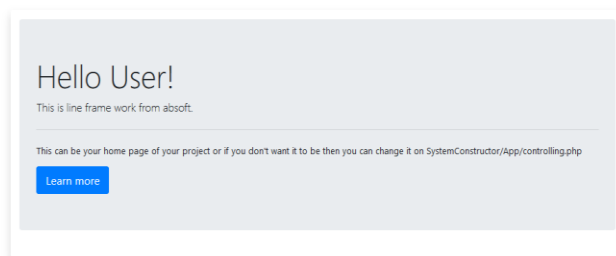 Hello User!
This is line frame work from absoft.
This can be your home page of your project or if you don't want it to be then you can change it on SystemConstructor/App/controlling.php
Learn more